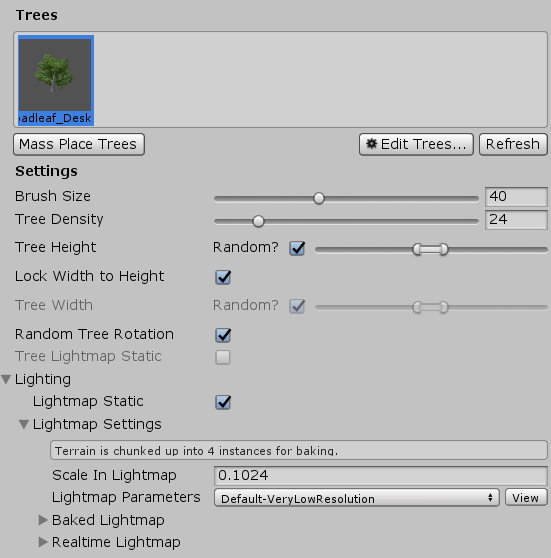 Trees
adleaf_Desk
Mass Place Trees
Edit Trees...
Refresh
Settings
Brush Size
40
Tree Density
24
Tree Height
Random?
Lock Width to Height
Tree Width
Random?
Random Tree Rotation
Tree Lightmap Static
Lighting
Lightmap Static
Lightmap Settings
Terrain is chunked up into 4 instances for baking.
Scale In Lightmap
0.1024
Lightmap Parameters
Default-VeryLowResolution
View
Baked Lightmap
Realtime Lightmap